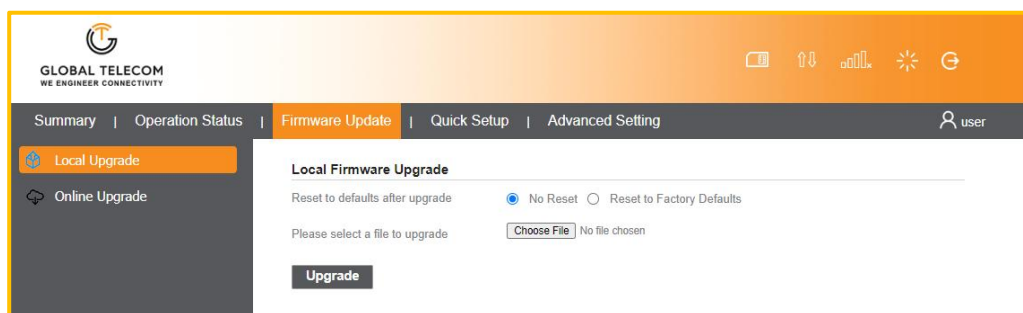 GLOBAL TELECOM
WE ENGINEER CONNECTIVITY
Summary | Operation Status | Firmware Update | Quick Setup | Advanced Setting user
Local Upgrade
Online Upgrade
Local Firmware Upgrade
Reset to defaults after upgrade No Reset Reset to Factory Defaults
Please select a file to upgrade Choose File No file chosen
Upgrade